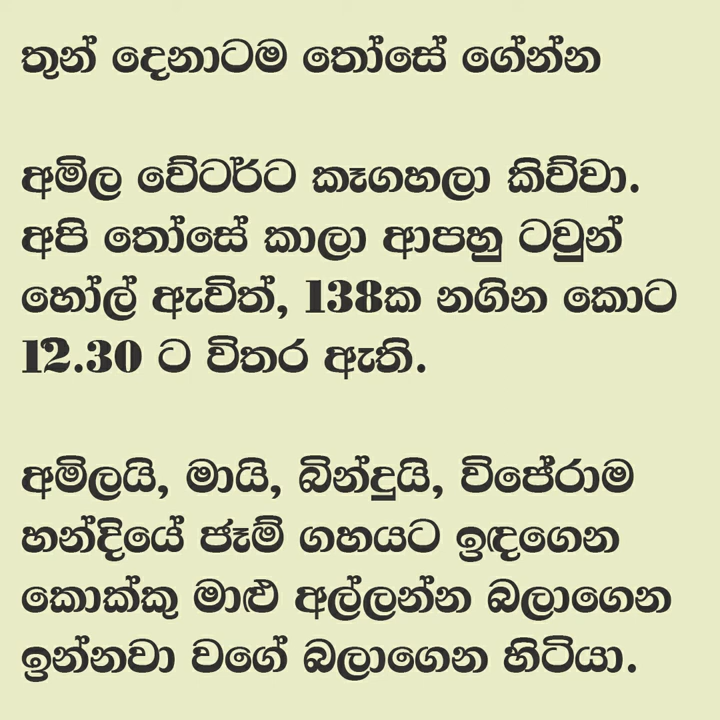 තුන් දෙනාටම තෝසේ ගේන්න
අමිල වේටර්ට කෑගහලා කිව්වා.
අපි තෝසේ කාලා ආපහු ටවුන්
හෝල් ඇවිත්, 138ක නගින කොට
12.30 ට විතර ඇති.
අමිලයි, මායි, බින්දුයි, විජේරාම
හන්දියේ ජෑම් ගහයට ඉඳගෙන
කොක්කු මාළු අල්ලන්න බලාගෙන
ඉන්නවා වගේ බලාගෙන හිටියා.